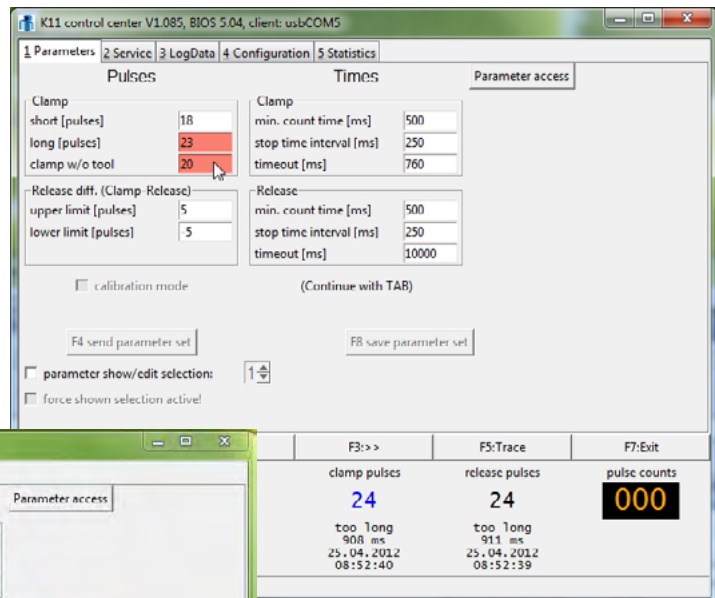 K11 control center V1.085, BIOS 5.04, client: usbCOM5
1 Parameters 2 Service 3 LogData 4 Configuration 5 Statistics
Pulses Times Parameter access
Clamp Clamp
short [pulses] 18 min. count time [ms] 500
long [pulses] 23 stop time interval [ms] 250
clamp w/o tool 20 timeout [ms] 760
Release diff. (Clamp-Release) Release
upper limit [pulses] 5 min. count time [ms] 500
lower limit [pulses] -5 stop time interval [ms] 250
timeout [ms] 10000
calibration mode (Continue with TAB)
F4 send parameter set F8 save parameter set
parameter show/edit selection: 1
force shown selection active!
F3:>> F5:Trace F7:Exit
clamp pulses release pulses pulse counts
Parameter access
24 24 000
too long too long
908 ms 911 ms
25.04.2012 25.04.2012
08:52:40 08:52:39